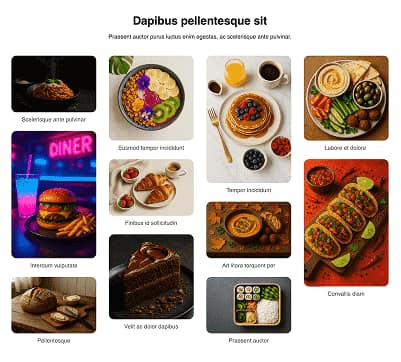 Dapibus pellentesque sit
Praesent auctor purus luctus enim egestas, ac scelerisque ante pulvinar.
Scelerisque ante pulvinar
DINER
Interdum vulputate
Pellentesque
Euismod tempor incididunt
Finibus id sollicitudin
Velit ac dolor dapibus
Tempor incididunt
Ad litora torquent per
Praesent auctor
Labore et dolore
Convallis diam